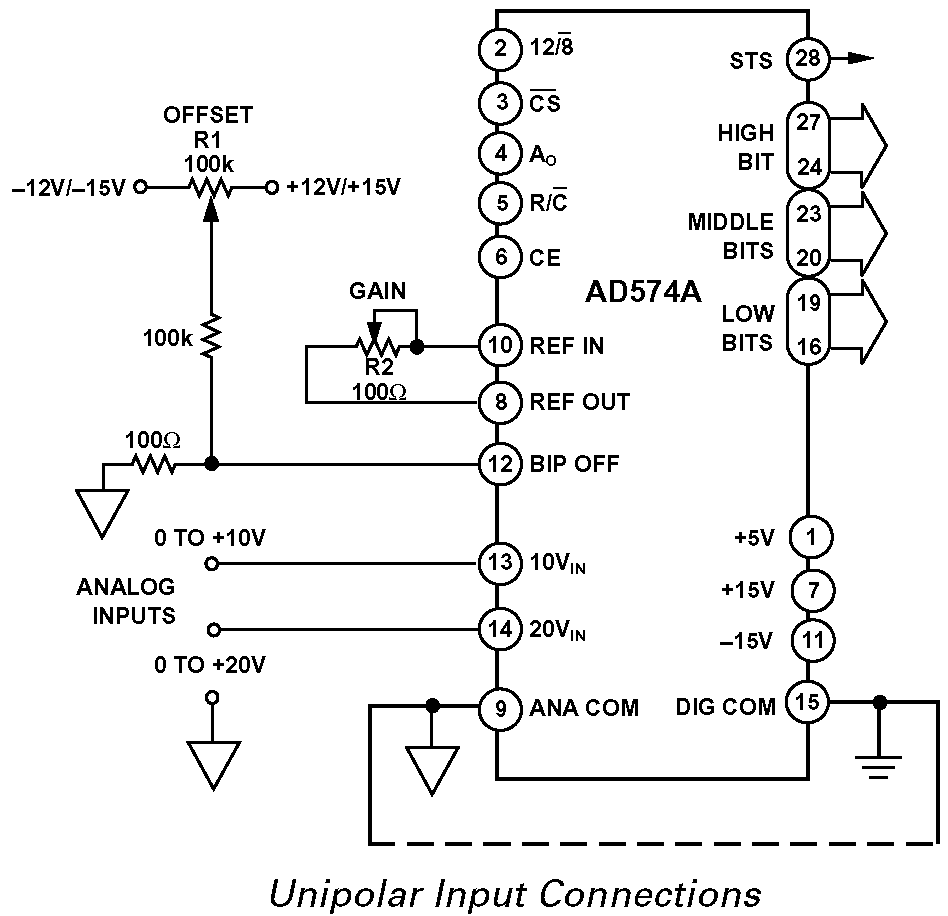 OFFSET
R1
100k
–12V/–15V
+12V/+15V
100k
100Ω
GAIN
R2
100Ω
0 TO +10V
ANALOG
INPUTS
0 TO +20V
2 12/8̅
3 C̅S̅
4 A₀
5 R/C̅
6 CE
10 REF IN
8 REF OUT
12 BIP OFF
13 10VIN
14 20VIN
9 ANA COM
AD574A
STS 28
27
HIGH
BIT
24
23
MIDDLE
BITS
20
19
LOW
BITS
16
+5V 1
+15V 7
–15V 11
DIG COM 15
Unipolar Input Connections